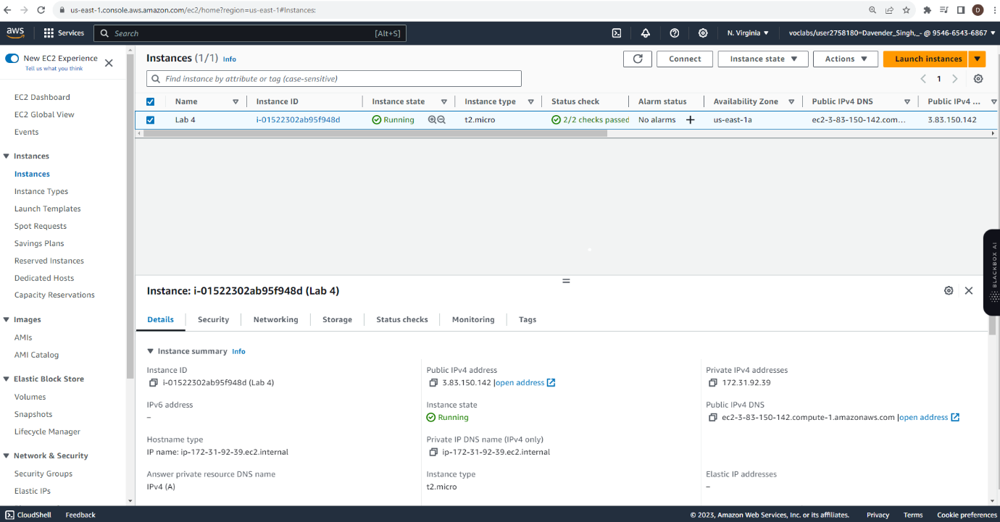 us-east-1.console.aws.amazon.com/ec2/home?region=us-east-1#Instances:
D
aws Services Search [Alt+S] N. Virginia voclabs/user2758180=Davender_Singh,_- @ 9546-6543-6867
New EC2 Experience
Tell us what you think
EC2 Dashboard
EC2 Global View
Events
Instances
Instances
Instance Types
Launch Templates
Spot Requests
Savings Plans
Reserved Instances
Dedicated Hosts
Capacity Reservations
Images
AMIs
AMI Catalog
Elastic Block Store
Volumes
Snapshots
Lifecycle Manager
Network & Security
Security Groups
Elastic IPs
Instances (1/1) Info
Connect Instance state Actions Launch instances
Find instance by attribute or tag (case-sensitive)
1
Name Instance ID Instance state Instance type Status check Alarm status Availability Zone Public IPv4 DNS Public IPv4 ...
Lab 4 i-01522302ab95f948d Running t2.micro 2/2 checks passed No alarms + us-east-1a ec2-3-83-150-142.com... 3.83.150.142
BLACKBOX AI
Instance: i-01522302ab95f948d (Lab 4)
Details Security Networking Storage Status checks Monitoring Tags
Instance summary Info
Instance ID
i-01522302ab95f948d (Lab 4)
Public IPv4 address
3.83.150.142 |open address
Private IPv4 addresses
172.31.92.39
IPv6 address
–
Instance state
Running
Public IPv4 DNS
ec2-3-83-150-142.compute-1.amazonaws.com |open address
Hostname type
IP name: ip-172-31-92-39.ec2.internal
Private IP DNS name (IPv4 only)
ip-172-31-92-39.ec2.internal
Answer private resource DNS name
IPv4 (A)
Instance type
t2.micro
Elastic IP addresses
–
CloudShell Feedback © 2023, Amazon Web Services, Inc. or its affiliates. Privacy Terms Cookie preferences